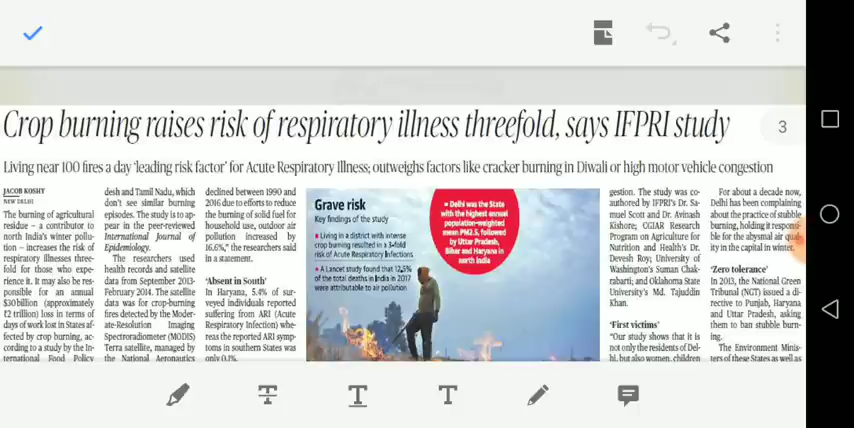 Crop burning raises risk of respiratory illness threefold, says IFPRI study
3
Living near 100 fires a day 'leading risk factor' for Acute Respiratory Illness; outweighs factors like cracker burning in Diwali or high motor vehicle congestion
JACOB KOSHY
NEW DELHI
The burning of agricultural
residue – a contributor to
north India's winter pollu-
tion – increases the risk of
respiratory illnesses three-
fold for those who expe-
rience it. It may also be res-
ponsible for an annual
$30 billion (approximately
₹2 trillion) loss in terms of
days of work lost in States af-
fected by crop burning, ac-
cording to a study by the In-
ternational Food Policy
desh and Tamil Nadu, which
don't see similar burning
episodes. The study is to ap-
pear in the peer-reviewed
International Journal of
Epidemiology.
The researchers used
health records and satellite
data from September 2013-
February 2014. The satellite
data was for crop-burning
fires detected by the Moder-
ate-Resolution Imaging
Spectroradiometer (MODIS)
Terra satellite, managed by
the National Aeronautics
declined between 1990 and
2016 due to efforts to reduce
the burning of solid fuel for
household use, outdoor air
pollution increased by
16.6%," the researchers said
in a statement.
'Absent in South'
In Haryana, 5.4% of sur-
veyed individuals reported
suffering from ARI (Acute
Respiratory Infection) whe-
reas the reported ARI symp-
toms in southern States was
only 0.1%.
Grave risk
Key findings of the study
■ Living in a district with intense
crop burning resulted in a 3-fold
risk of Acute Respiratory Infections
■ A Lancet study found that 12.5%
of the total deaths in India in 2017
were attributable to air pollution
■ Delhi was the State
with the highest annual
population-weighted
mean PM2.5, followed
by Uttar Pradesh,
Bihar and Haryana in
north India
gestion. The study was co-
authored by IFPRI's Dr. Sa-
muel Scott and Dr. Avinash
Kishore; CGIAR Research
Program on Agriculture for
Nutrition and Health's Dr.
Devesh Roy; University of
Washington's Suman Chak-
rabarti; and Oklahoma State
University's Md. Tajuddin
Khan.
'First victims'
"Our study shows that it is
not only the residents of Del-
hi, but also women, children
For about a decade now,
Delhi has been complaining
about the practice of stubble
burning, holding it respons-
ible for the abysmal air qual-
ity in the capital in winter.
'Zero tolerance'
In 2013, the National Green
Tribunal (NGT) issued a di-
rective to Punjab, Haryana
and Uttar Pradesh, asking
them to ban stubble burn-
ing.
The Environment Minis-
ters of these States as well as